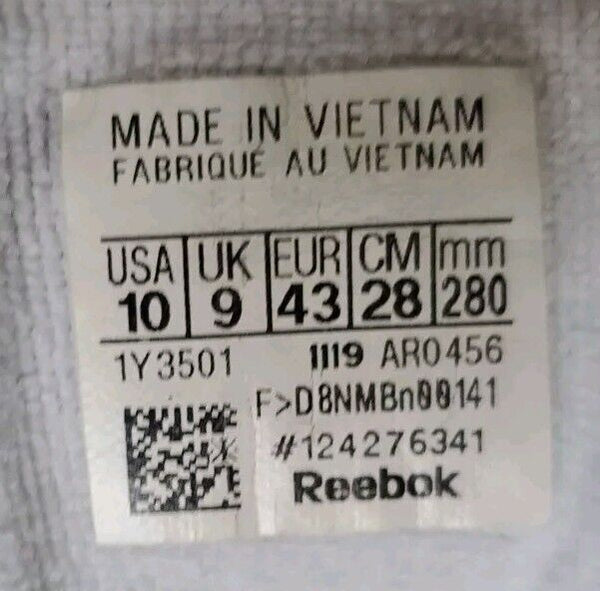 MADE IN VIETNAM
FABRIQUÉ AU VIETNAM
USA UK EUR CM mm
10 9 43 28 280
1Y3501 1119 AR0456
F>D8NMBn00141
#124276341
Reebok